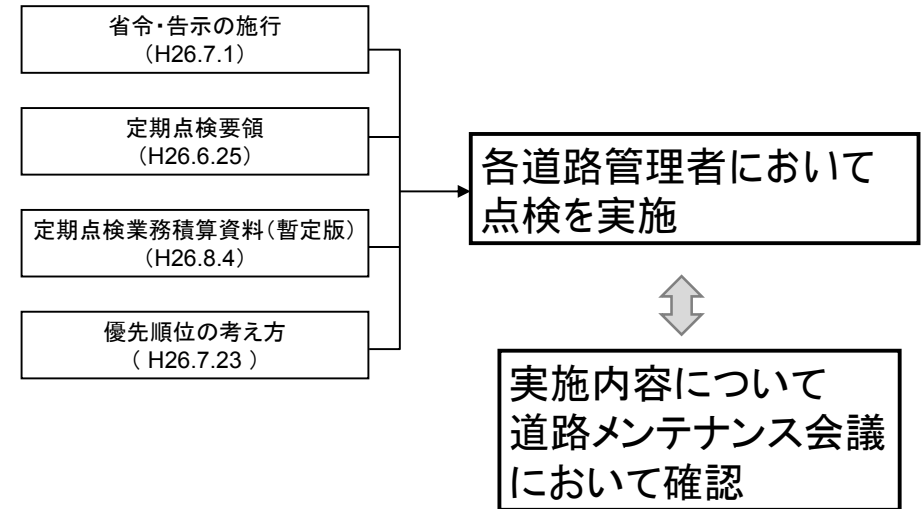 省令・告示の施行
（H26.7.1）
定期点検要領
（H26.6.25）
定期点検業務積算資料（暫定版）
（H26.8.4）
優先順位の考え方
（ H26.7.23 ）
各道路管理者において
点検を実施
実施内容について
道路メンテナンス会議
において確認